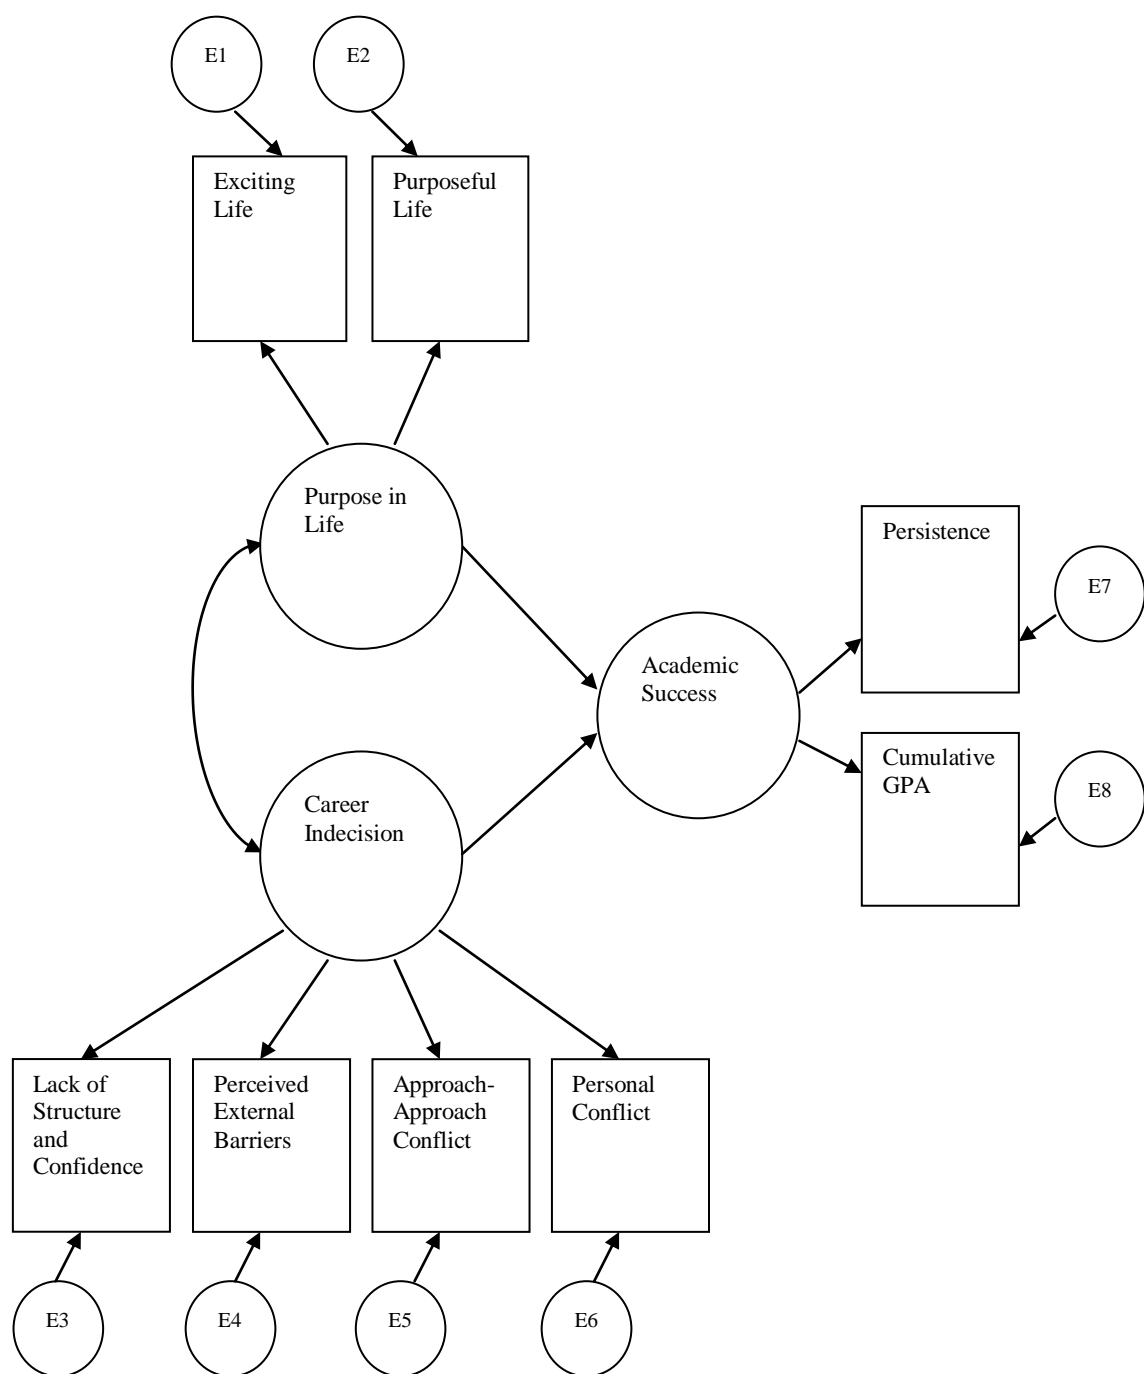 E1
E2
Exciting
Life
Purposeful
Life
Purpose in
Life
Persistence
E7
Academic
Success
Cumulative
GPA
E8
Career
Indecision
Lack of
Structure
and
Confidence
Perceived
External
Barriers
Approach-
Approach
Conflict
Personal
Conflict
E3
E4
E5
E6